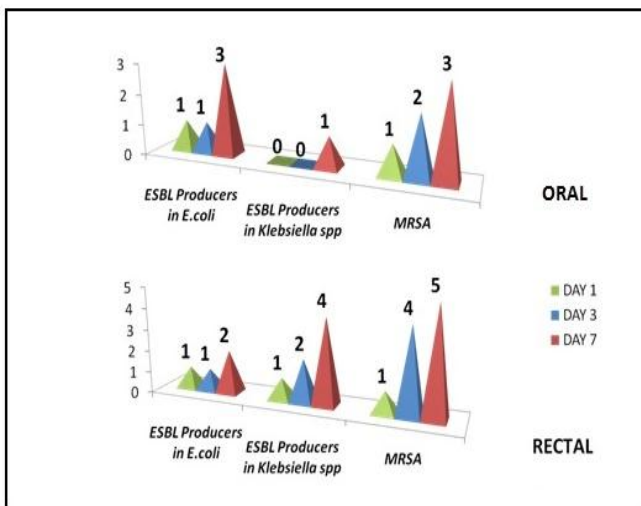 3
2
1
0
1 1 3
0 0 1
1 2 3
ESBL Producers
in E.coli
ESBL Producers
in Klebsiella spp
MRSA
ORAL
DAY 1
DAY 3
DAY 7
5
4
3
2
1
0
1 1 2
1 2 4
1 4 5
ESBL Producers
in E.coli
ESBL Producers
in Klebsiella spp
MRSA
RECTAL